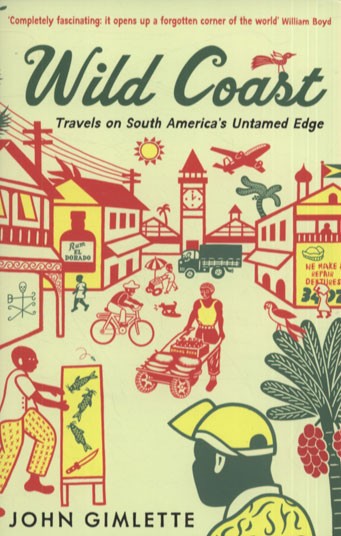 'Completely fascinating: it opens up a forgotten corner of the world' William Boyd
Wild Coast
Travels on South America's Untamed Edge
Rum
EL
DORADO
WE MAKE &
REPAIR
DENTURES
JOHN GIMLETTE